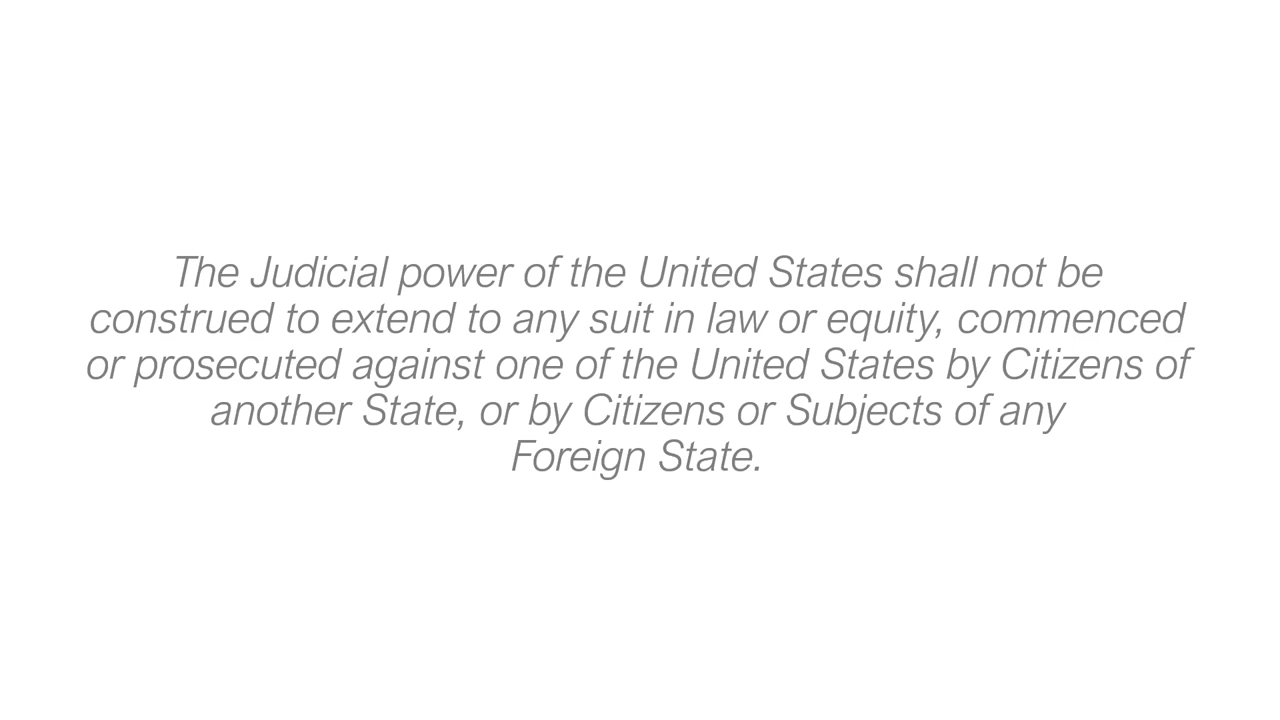 The Judicial power of the United States shall not be
construed to extend to any suit in law or equity, commenced
or prosecuted against one of the United States by Citizens of
another State, or by Citizens or Subjects of any
Foreign State.